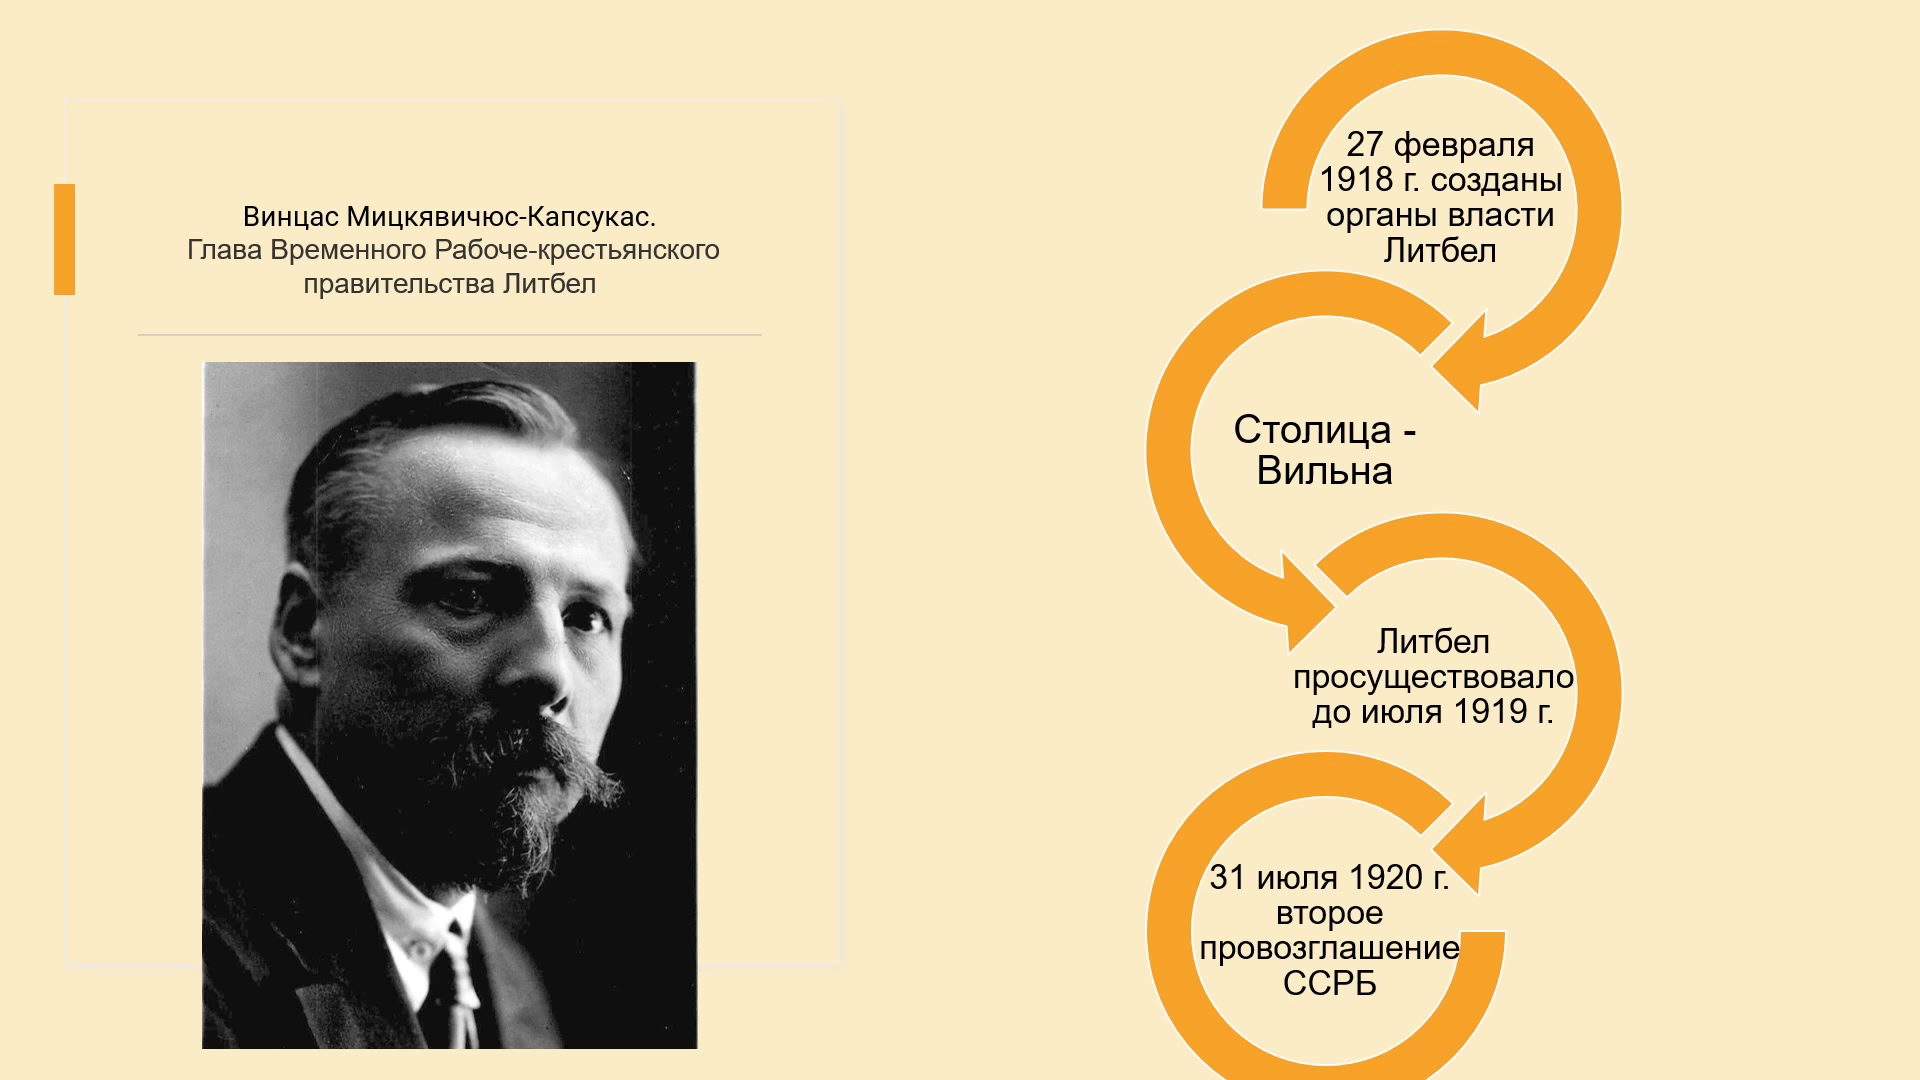 Винцас Мицкявичюс-Капсукас.
Глава Временного Рабоче-крестьянского
правительства Литбел
27 февраля
1918 г. созданы
органы власти
Литбел
Столица -
Вильна
Литбел
просуществовало
до июля 1919 г.
31 июля 1920 г.
второе
провозглашение
ССРБ